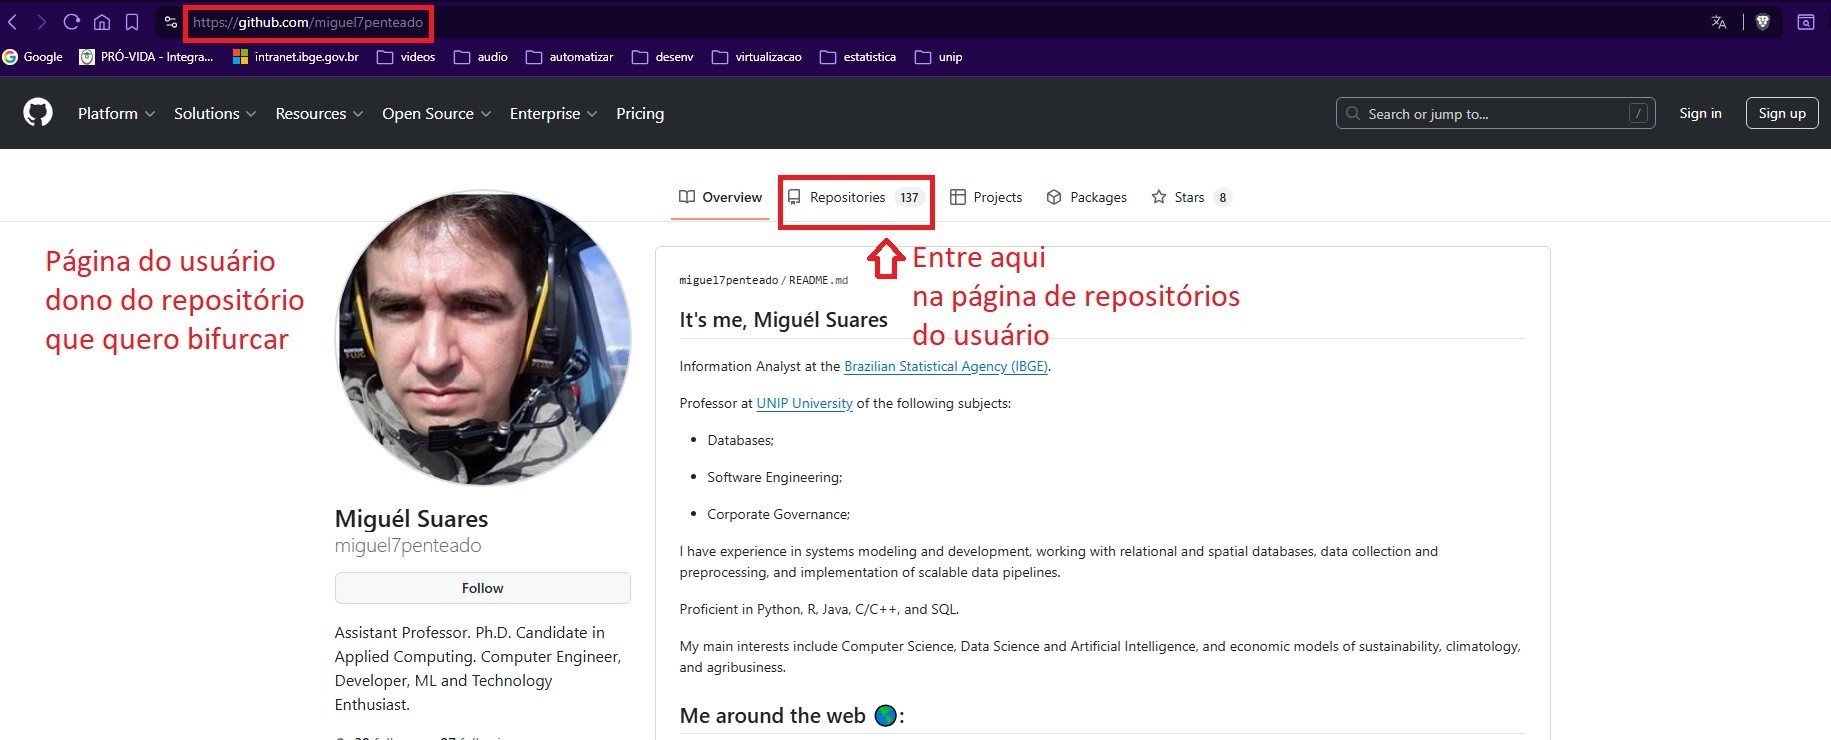 https://github.com/miguel7penteado
Google PRÓ-VIDA - Integra... intranet.ibge.gov.br videos audio automatizar desenv virtualizacao estatistica unip
Platform Solutions Resources Open Source Enterprise Pricing Search or jump to... / Sign in Sign up
Overview Repositories 137 Projects Packages Stars 8
Página do usuário
dono do repositório
que quero bifurcar
Entre aqui
na página de repositórios
do usuário
FLUG
Miguél Suares
miguel7penteado
Follow
Assistant Professor. Ph.D. Candidate in
Applied Computing. Computer Engineer,
Developer, ML and Technology
Enthusiast.
miguel7penteado/README.md
It's me, Miguél Suares
Information Analyst at the Brazilian Statistical Agency (IBGE).
Professor at UNIP University of the following subjects:
• Databases;
• Software Engineering;
• Corporate Governance;
I have experience in systems modeling and development, working with relational and spatial databases, data collection and
preprocessing, and implementation of scalable data pipelines.
Proficient in Python, R, Java, C/C++, and SQL.
My main interests include Computer Science, Data Science and Artificial Intelligence, and economic models of sustainability, climatology,
and agribusiness.
Me around the web 🌎: